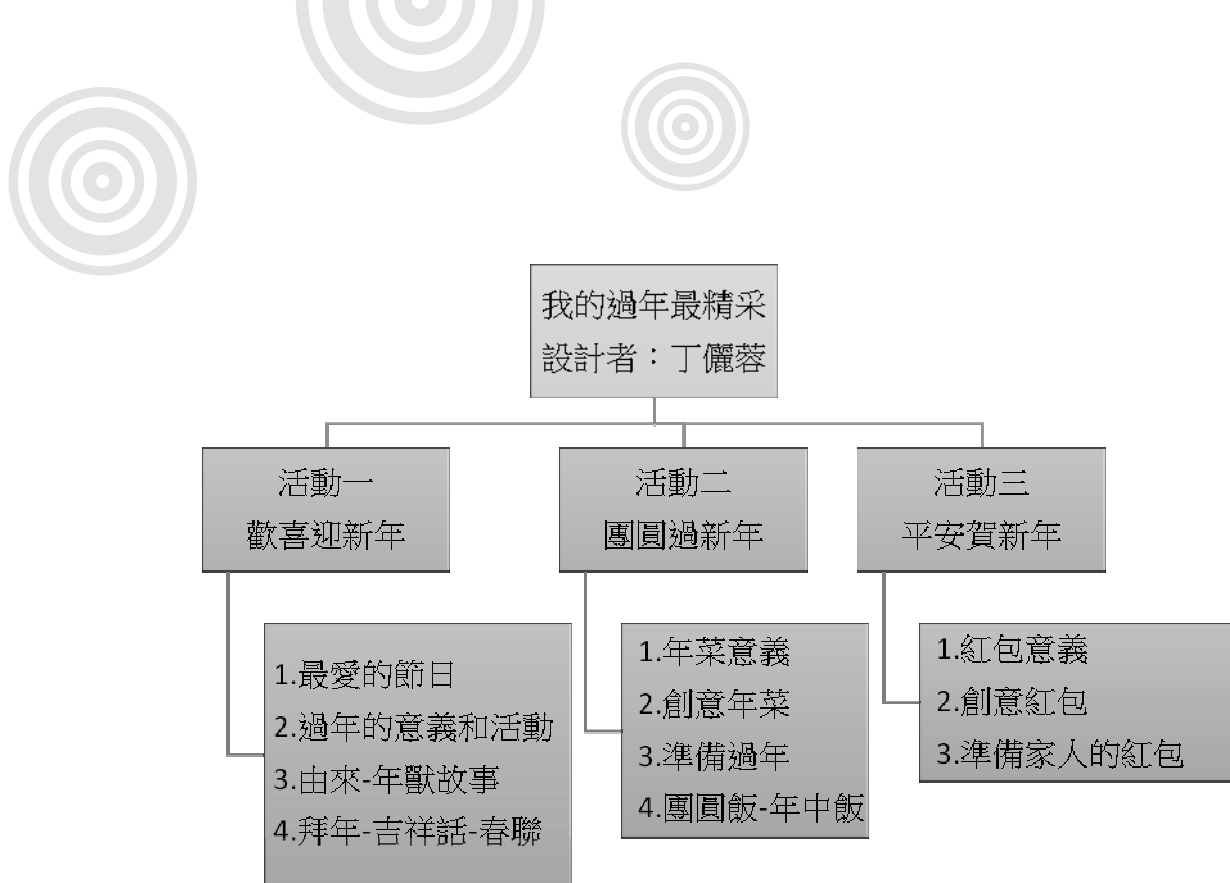 我的過年最精采
設計者：丁儷蓉
活動一
歡喜迎新年
1.最愛的節日
2.過年的意義和活動
3.由來-年獸故事
4.拜年-吉祥話-春聯
活動二
團圓過新年
1.年菜意義
2.創意年菜
3.準備過年
4.團圓飯-年中飯
活動三
平安賀新年
1.紅包意義
2.創意紅包
3.準備家人的紅包